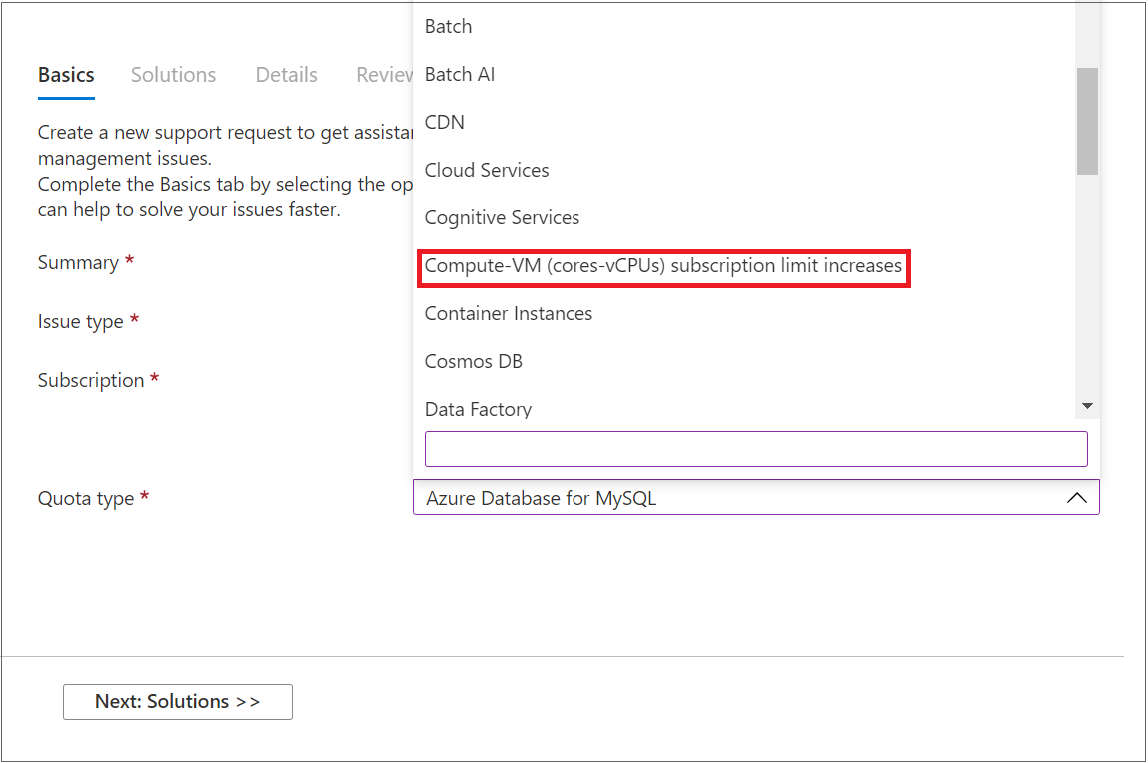 Basics Solutions Details Review
Create a new support request to get assistan
management issues.
Complete the Basics tab by selecting the op
can help to solve your issues faster.
Summary *
Issue type *
Subscription *
Quota type *
Batch
Batch AI
CDN
Cloud Services
Cognitive Services
Compute-VM (cores-vCPUs) subscription limit increases
Container Instances
Cosmos DB
Data Factory
Azure Database for MySQL
Next: Solutions >>